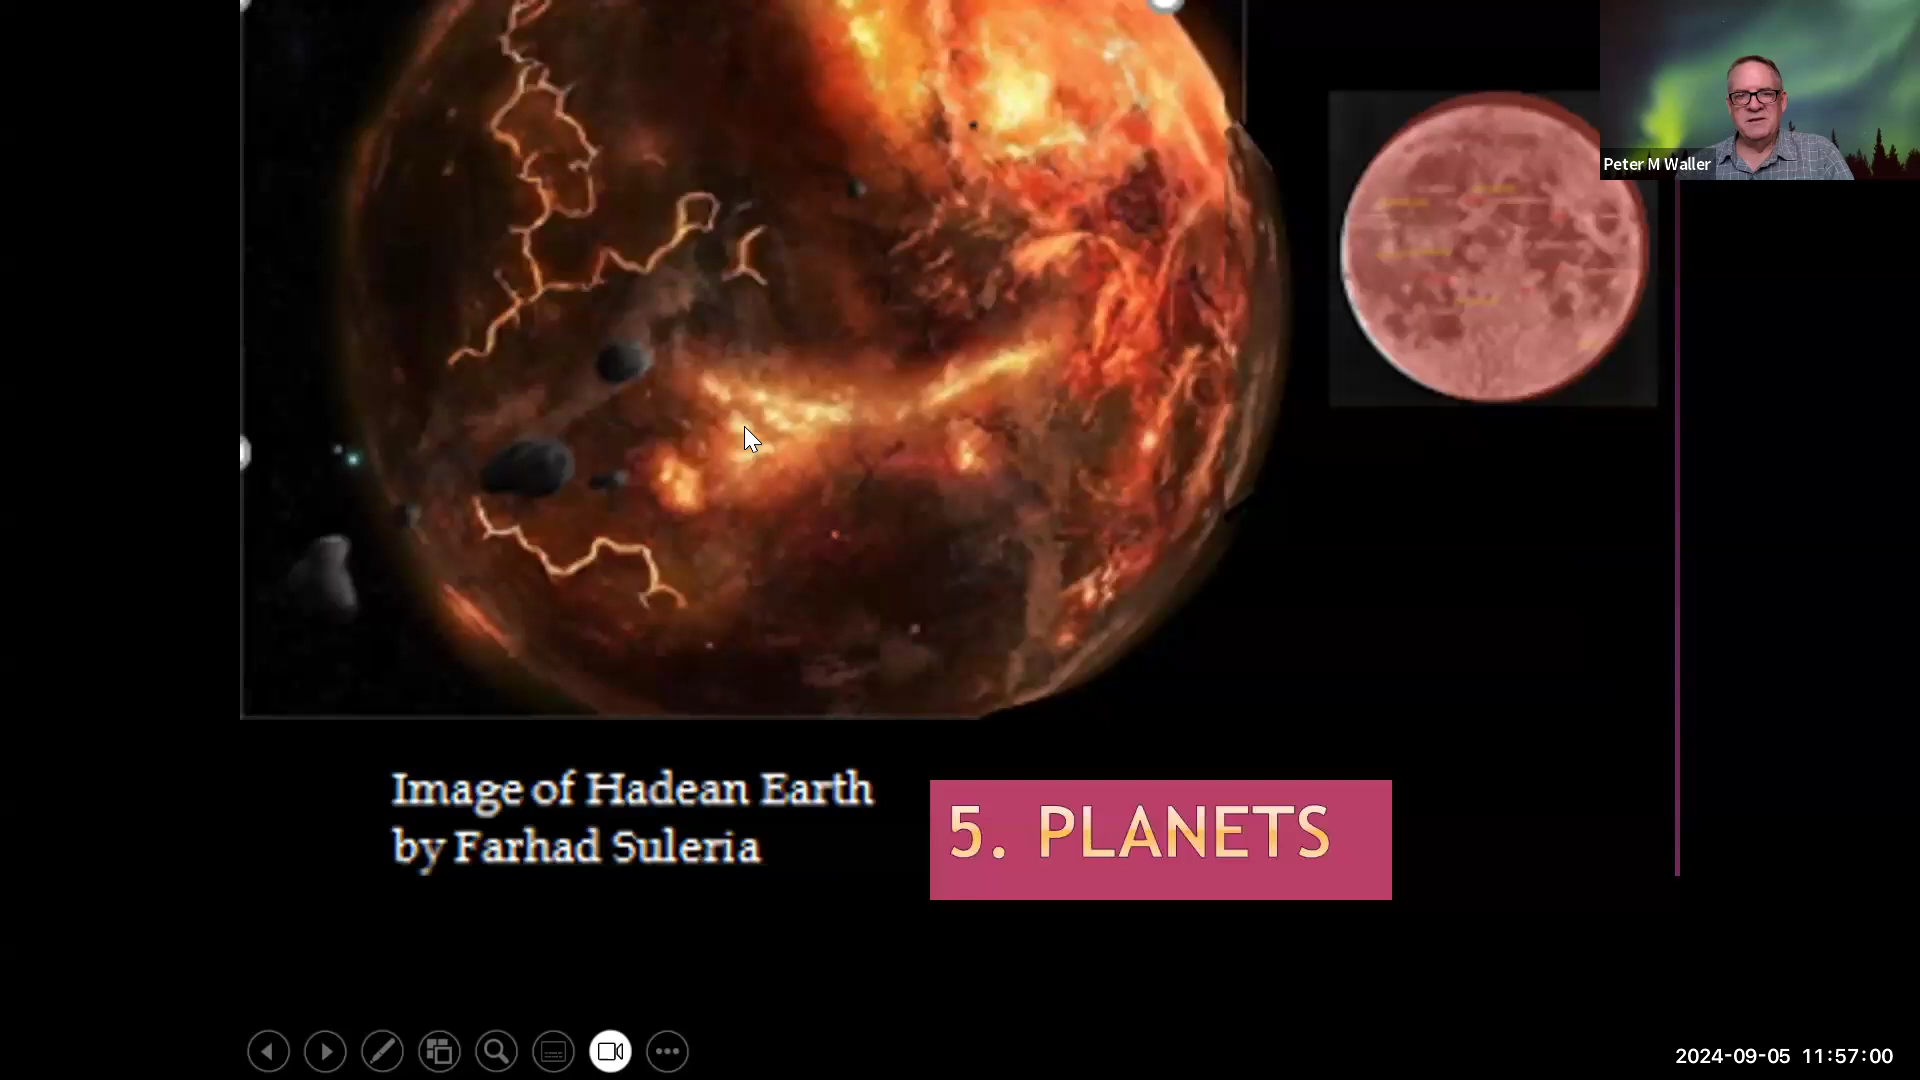 Peter M Waller
Image of Hadean Earth
by Farhad Suleria
5. PLANETS
2024-09-05 11:57:00